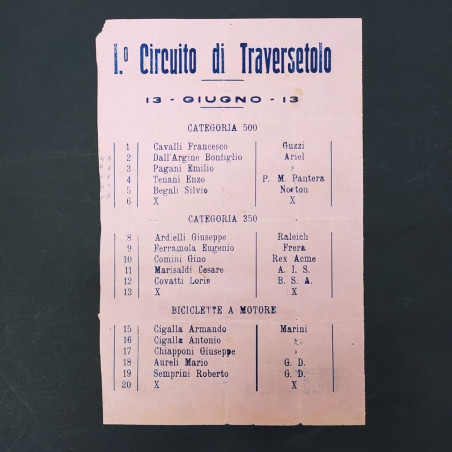 I.º Circuito di Traversetolo
13 - GIUGNO - 13
CATEGORIA 500
1 Cavalli Francesco Guzzi
2 Dall'Argine Bonfiglio Ariel
3 Pagani Emilio »
4 Tenani Enzo P. M. Pantera
5 Begali Silvio Norton
6 X X
CATEGORIA 350
8 Ardielli Giuseppe Raleich
9 Ferramola Eugenio Frera
10 Comini Gino Rex Acme
11 Marisaldi Cesare A. I. S.
12 Covatti Loris B. S. A.
13 X X
BICICLETTE A MOTORE
15 Cigalla Armando Marini
16 Cigalla Antonio »
17 Chiapponi Giuseppe »
18 Aureli Mario G. D.
19 Semprini Roberto G. D.
20 X X